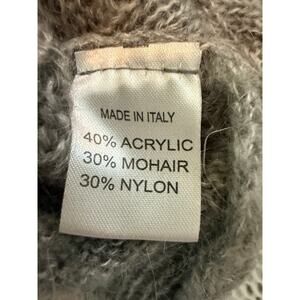 MADE IN ITALY
40% ACRYLIC
30% MOHAIR
30% NYLON